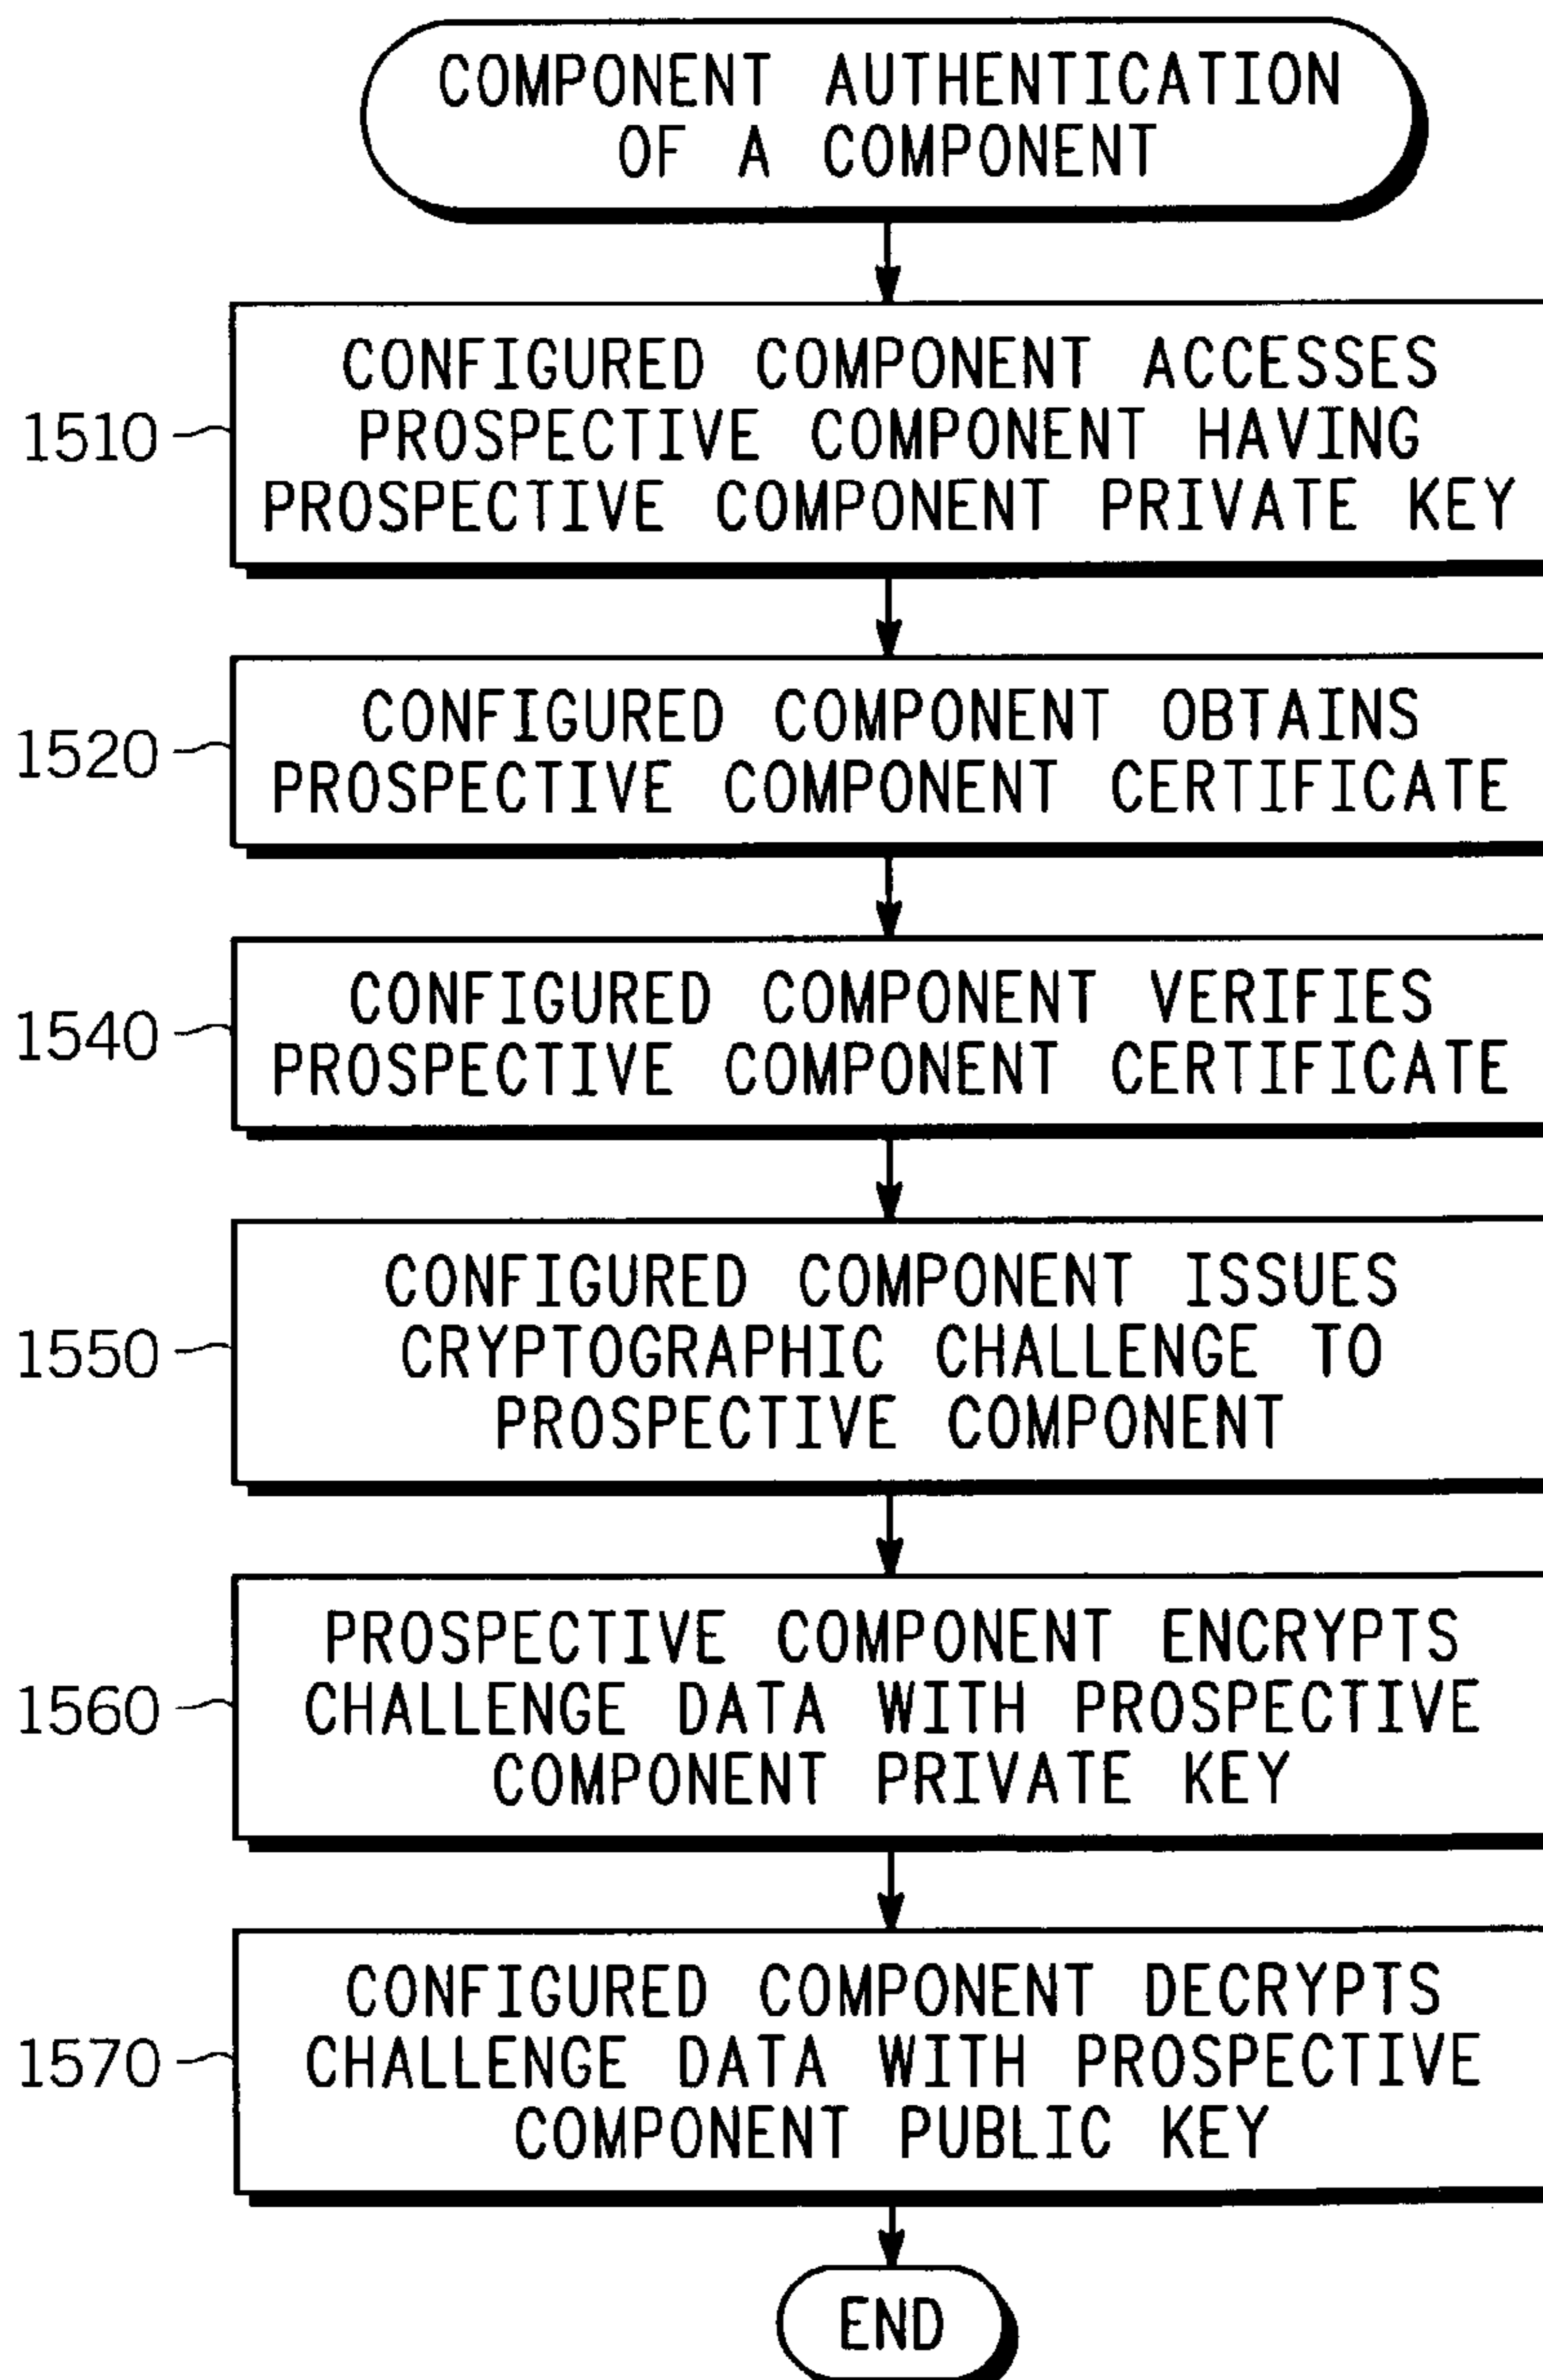 COMPONENT AUTHENTICATION
OF A COMPONENT
CONFIGURED COMPONENT ACCESSES
PROSPECTIVE COMPONENT HAVING
PROSPECTIVE COMPONENT PRIVATE KEY
1510
CONFIGURED COMPONENT OBTAINS
PROSPECTIVE COMPONENT CERTIFICATE
1520
CONFIGURED COMPONENT VERIFIES
PROSPECTIVE COMPONENT CERTIFICATE
1540
CONFIGURED COMPONENT ISSUES
CRYPTOGRAPHIC CHALLENGE TO
PROSPECTIVE COMPONENT
1550
PROSPECTIVE COMPONENT ENCRYPTS
CHALLENGE DATA WITH PROSPECTIVE
COMPONENT PRIVATE KEY
1560
CONFIGURED COMPONENT DECRYPTS
CHALLENGE DATA WITH PROSPECTIVE
COMPONENT PUBLIC KEY
1570
END